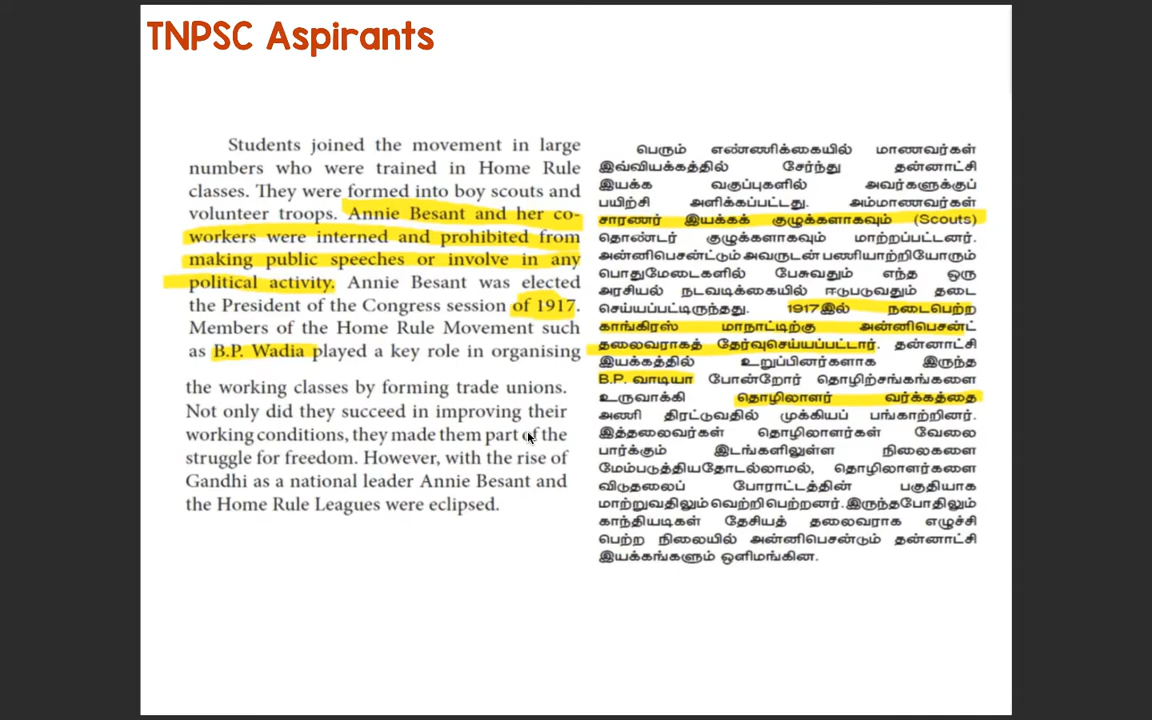 TNPSC Aspirants
Students joined the movement in large
numbers who were trained in Home Rule
classes. They were formed into boy scouts and
volunteer troops. Annie Besant and her co-
workers were interned and prohibited from
making public speeches or involve in any
political activity. Annie Besant was elected
the President of the Congress session of 1917.
Members of the Home Rule Movement such
as B.P. Wadia played a key role in organising
the working classes by forming trade unions.
Not only did they succeed in improving their
working conditions, they made them part of the
struggle for freedom. However, with the rise of
Gandhi as a national leader Annie Besant and
the Home Rule Leagues were eclipsed.
பெரும் எண்ணிக்கையில் மாணவர்கள்
இவ்வியக்கத்தில் சேர்ந்து தன்னாட்சி
இயக்க வகுப்புகளில் அவர்களுக்குப்
பயிற்சி அளிக்கப்பட்டது. அம்மாணவர்கள்
சாரணர் இயக்கக் குழுக்களாகவும் (Scouts)
தொண்டர் குழுக்களாகவும் மாற்றப்பட்டனர்.
அன்னிபெசன்ட்டும் அவருடன் பணியாற்றியோரும்
பொதுமேடைகளில் பேசுவதும் எந்த ஒரு
அரசியல் நடவடிக்கையில் ஈடுபடுவதும் தடை
செய்யப்பட்டிருந்தது. 1917இல் நடைபெற்ற
காங்கிரஸ் மாநாட்டிற்கு அன்னிபெசன்ட்
தலைவராகத் தேர்வுசெய்யப்பட்டார். தன்னாட்சி
இயக்கத்தில் உறுப்பினர்களாக இருந்த
B.P. வாடியா போன்றோர் தொழிற்சங்கங்களை
உருவாக்கி தொழிலாளர் வர்க்கத்தை
அணி திரட்டுவதில் முக்கியப் பங்காற்றினர்.
இத்தலைவர்கள் தொழிலாளர்கள் வேலை
பார்க்கும் இடங்களிலுள்ள நிலைகளை
மேம்படுத்தியதோடல்லாமல், தொழிலாளர்களை
விடுதலைப் போராட்டத்தின் பகுதியாக
மாற்றுவதிலும் வெற்றி பெற்றனர். இருந்தபோதிலும்
காந்தியடிகள் தேசியத் தலைவராக எழுச்சி
பெற்ற நிலையில் அன்னிபெசன்டும் தன்னாட்சி
இயக்கங்களும் ஒளிமங்கின.